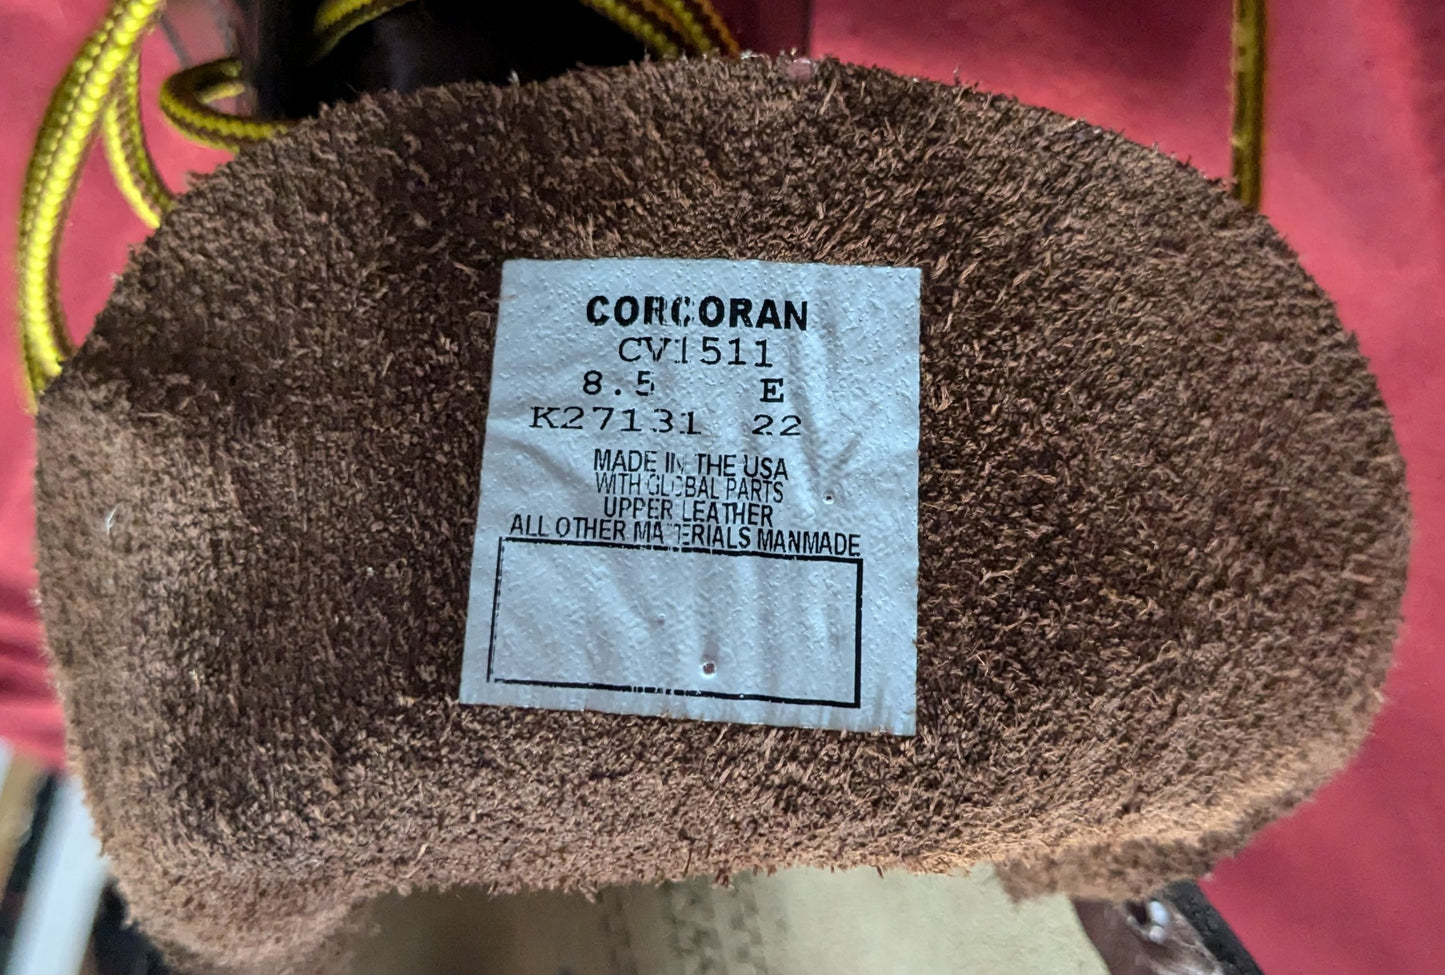 CORCORAN
CV1511
8.5 E
K27131 22
MADE IN THE USA
WITH GLOBAL PARTS
UPPER LEATHER
ALL OTHER MATERIALS MANMADE